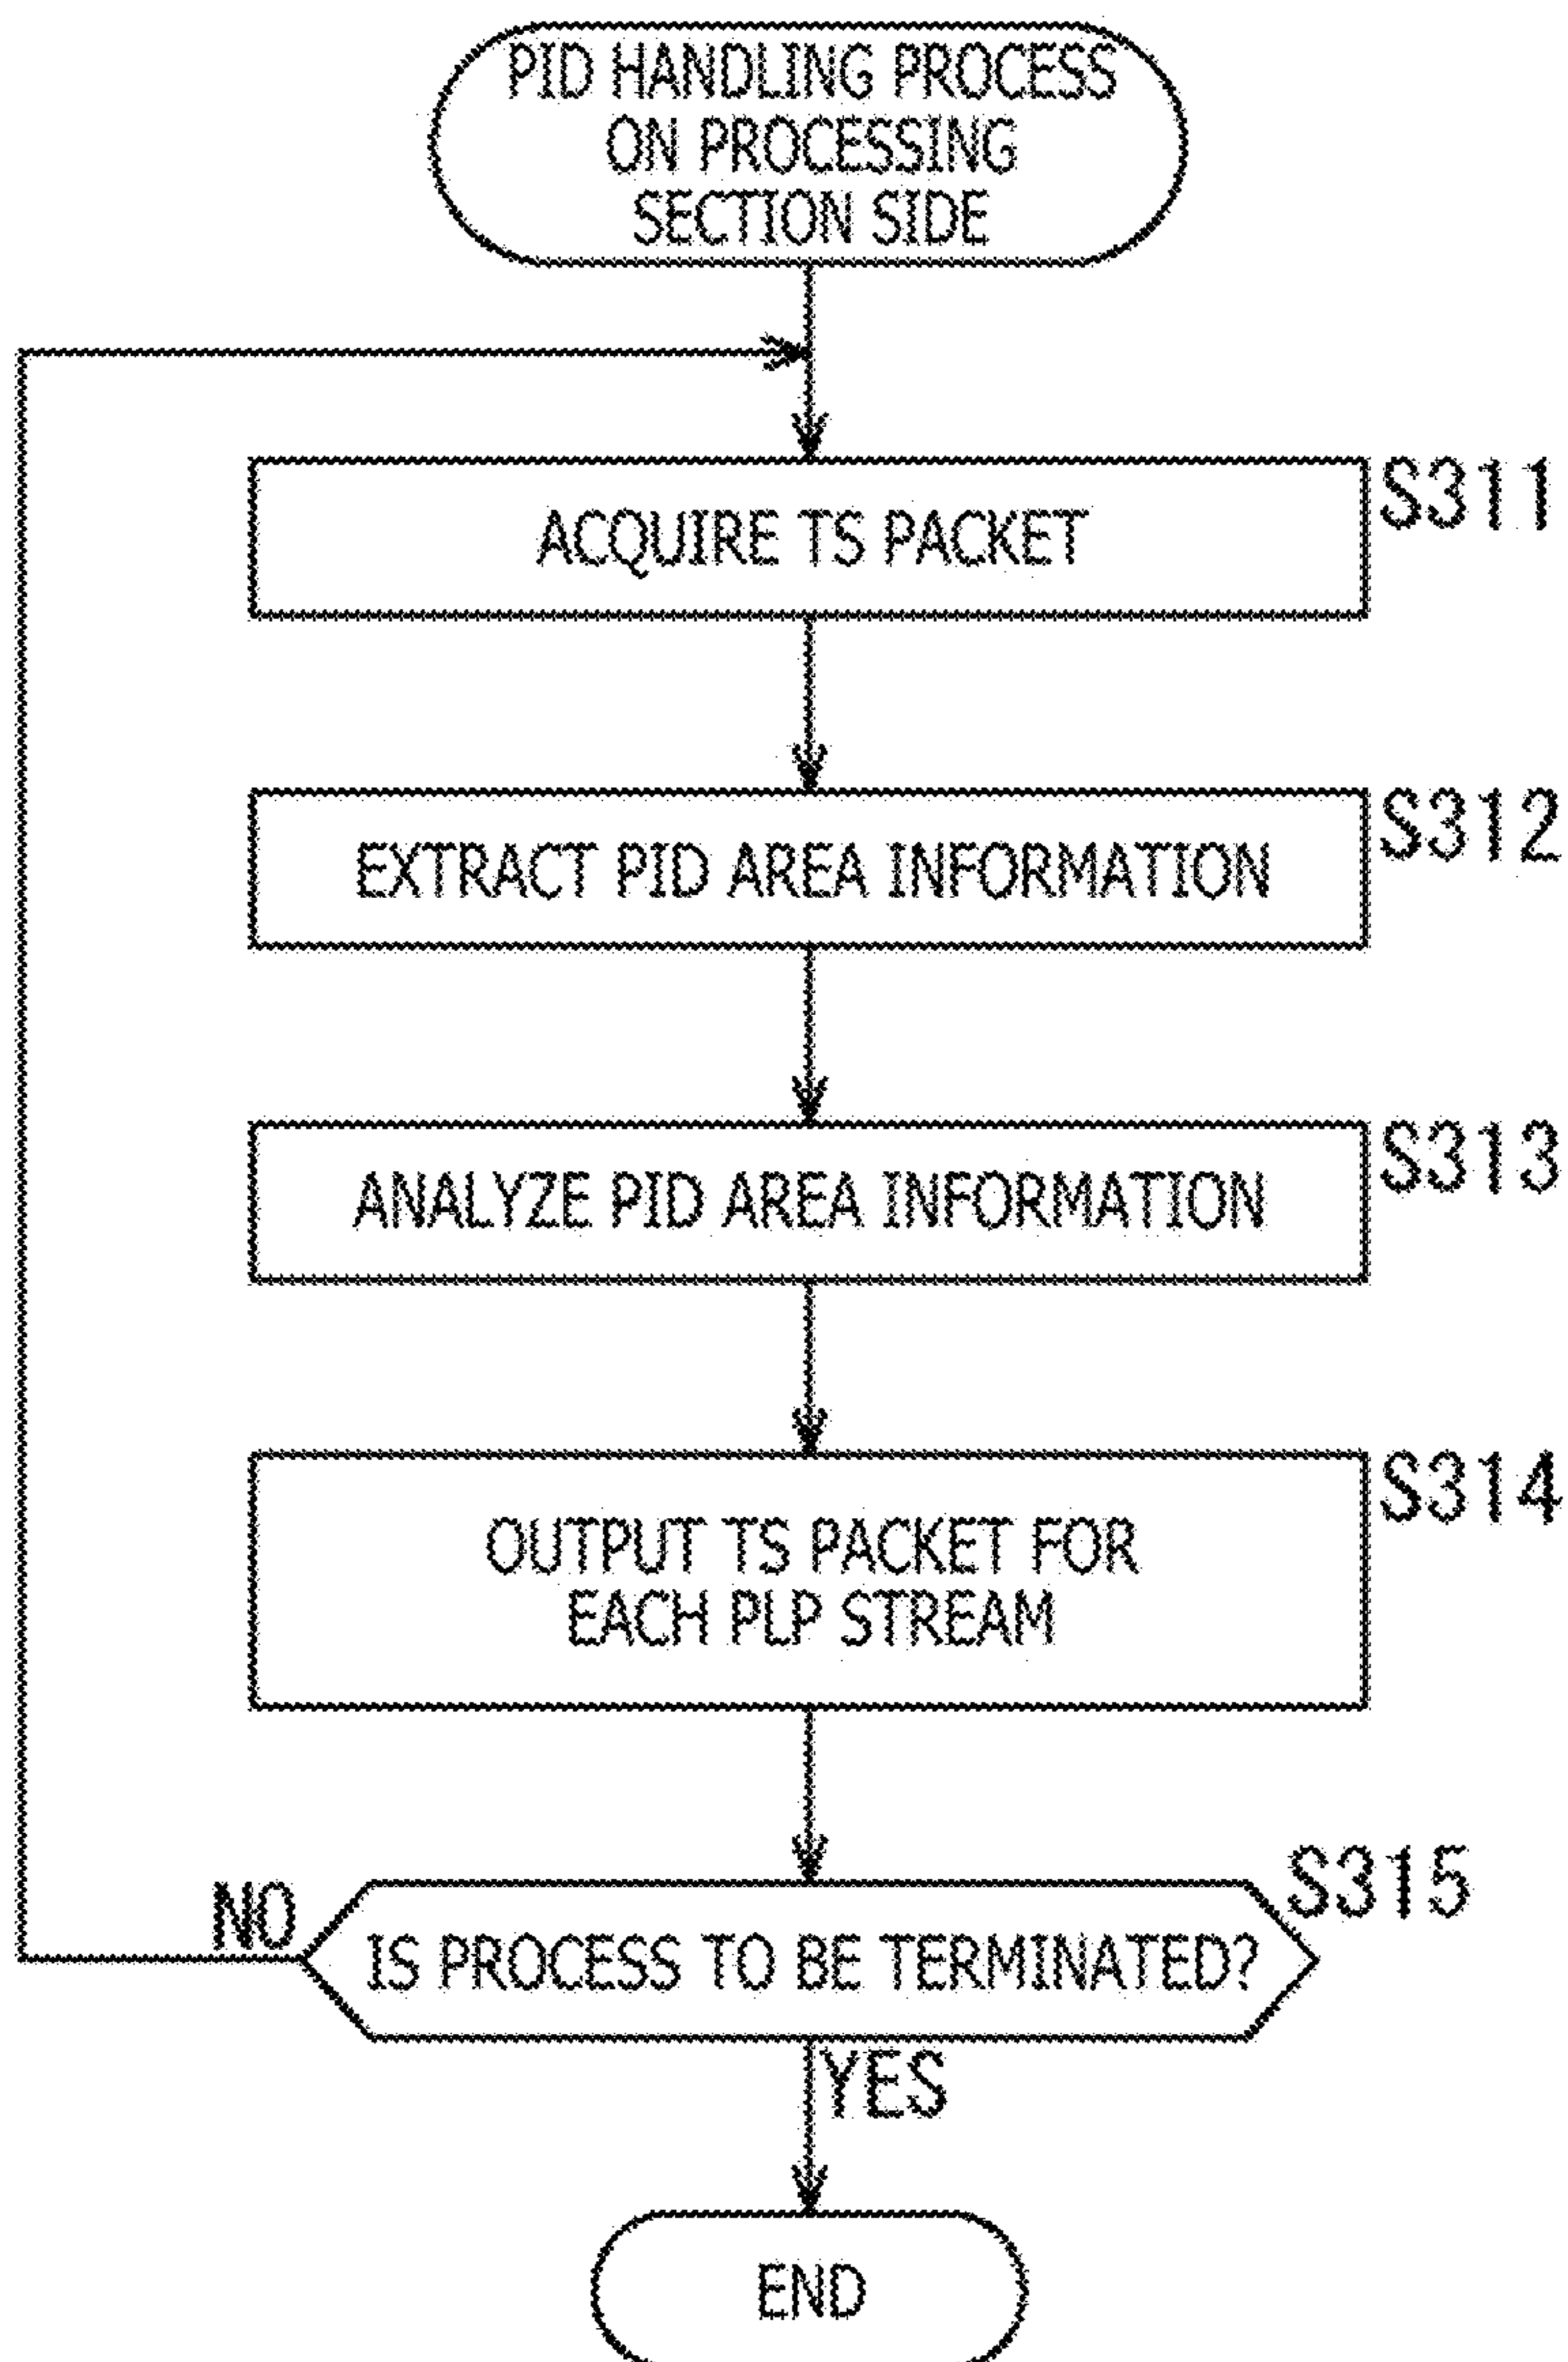 PID HANDLING PROCESS
ON PROCESSING
SECTION SIDE
ACQUIRE TS PACKET
S311
EXTRACT PID AREA INFORMATION
S312
ANALYZE PID AREA INFORMATION
S313
OUTPUT TS PACKET FOR
EACH PLP STREAM
S314
IS PROCESS TO BE TERMINATED?
S315
NO
YES
END